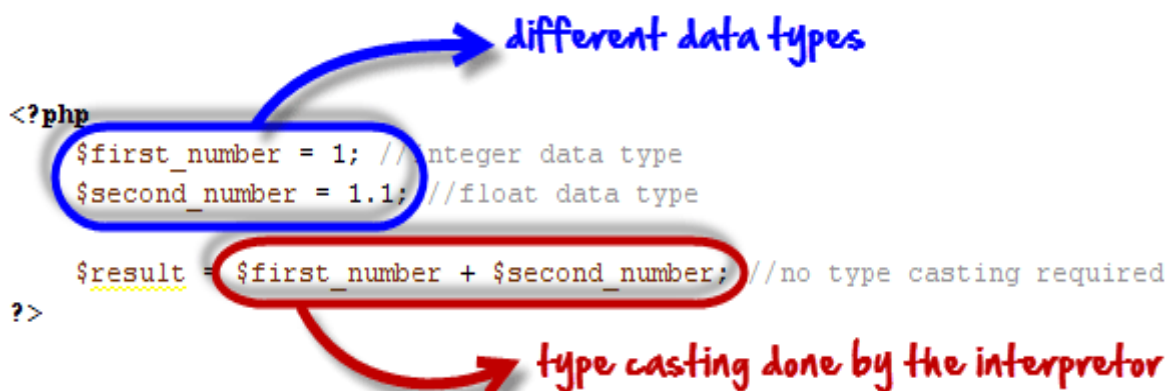 different data types
<?php
$first_number = 1; //integer data type
$second_number = 1.1; //float data type
$result = $first_number + $second_number; //no type casting required
?>
type casting done by the interpretor